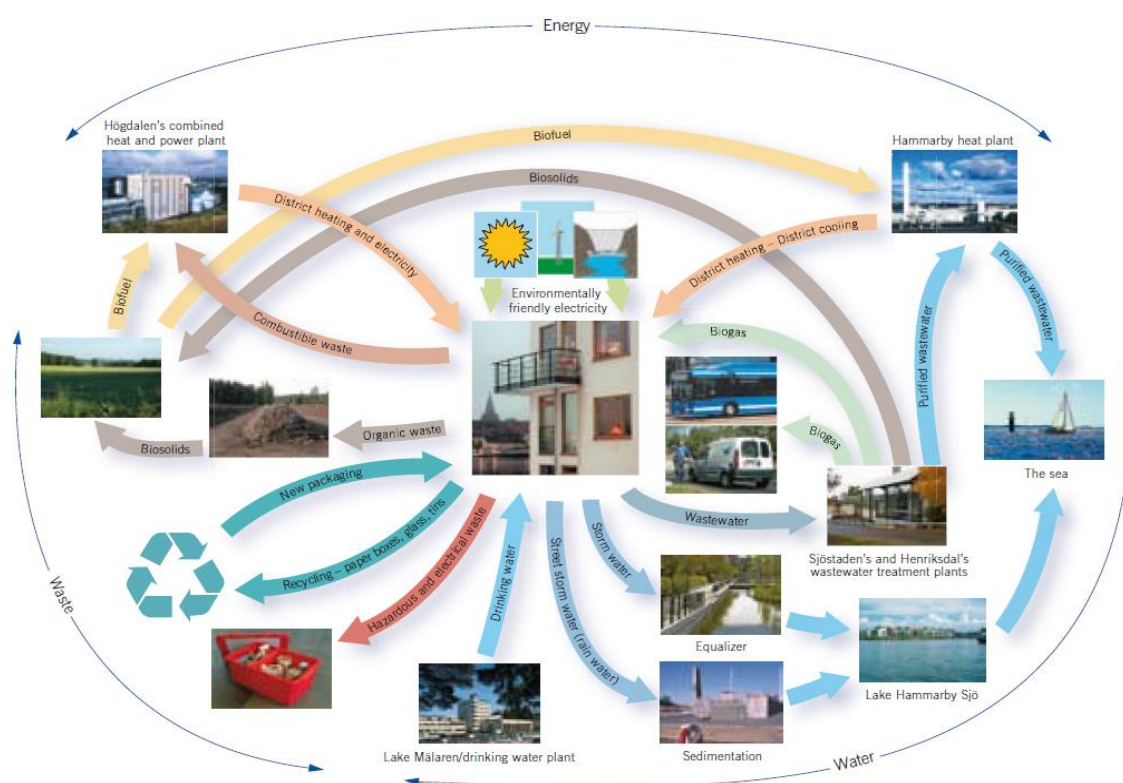 Energy
Högdalen's combined
heat and power plant
Biofuel
Hammarby heat plant
Biosolids
District heating and electricity
District heating – District cooling
Purified wastewater
Environmentally
friendly electricity
Biofuel
Combustible waste
Biogas
Purified wastewater
Organic waste
Biosolids
Biogas
The sea
New packaging
Wastewater
Sjöstaden's and Henriksdal's
wastewater treatment plants
Recycling – paper boxes, glass, tins
Hazardous and electrical waste
Drinking water
Street storm water (rain water)
Storm water
Waste
Equalizer
Lake Hammarby Sjö
Lake Mälaren/drinking water plant
Sedimentation
Water